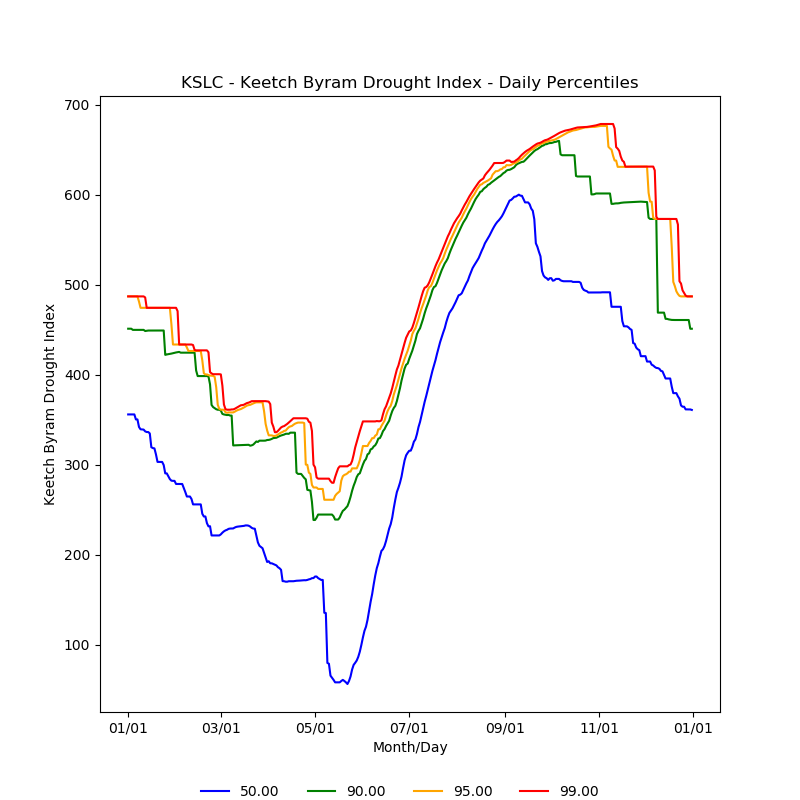 KSLC - Keetch Byram Drought Index - Daily Percentiles
700
600
500
400
300
200
100
Keetch Byram Drought Index
01/01 03/01 05/01 07/01 09/01 11/01 01/01
Month/Day
50.00 90.00 95.00 99.00